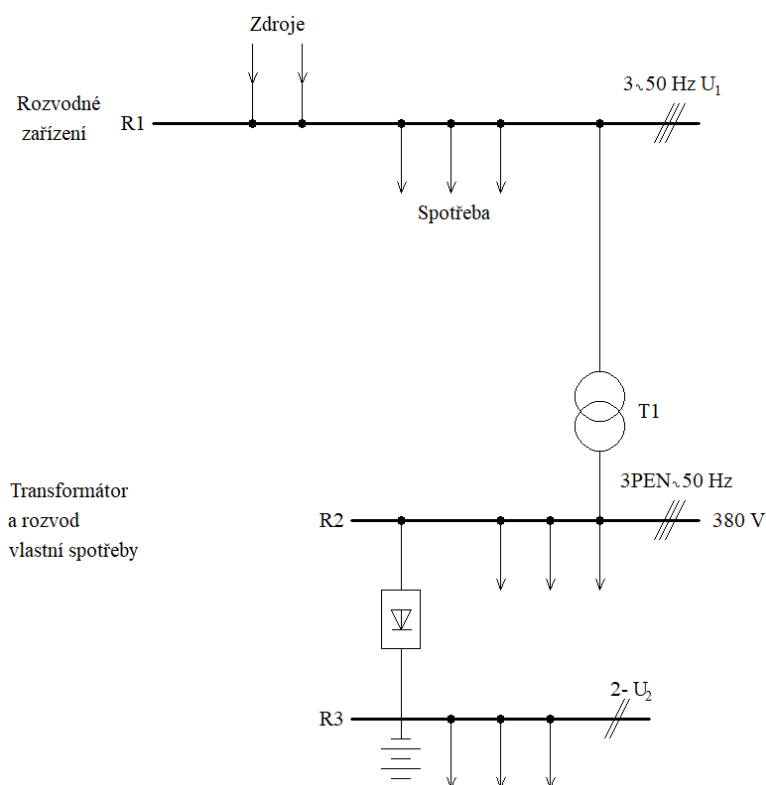 Zdroje
3~50 Hz U1
Rozvodné
zařízení
R1
Spotřeba
T1
Transformátor
a rozvod
vlastní spotřeby
3PEN~50 Hz
R2
380 V
2- U2
R3